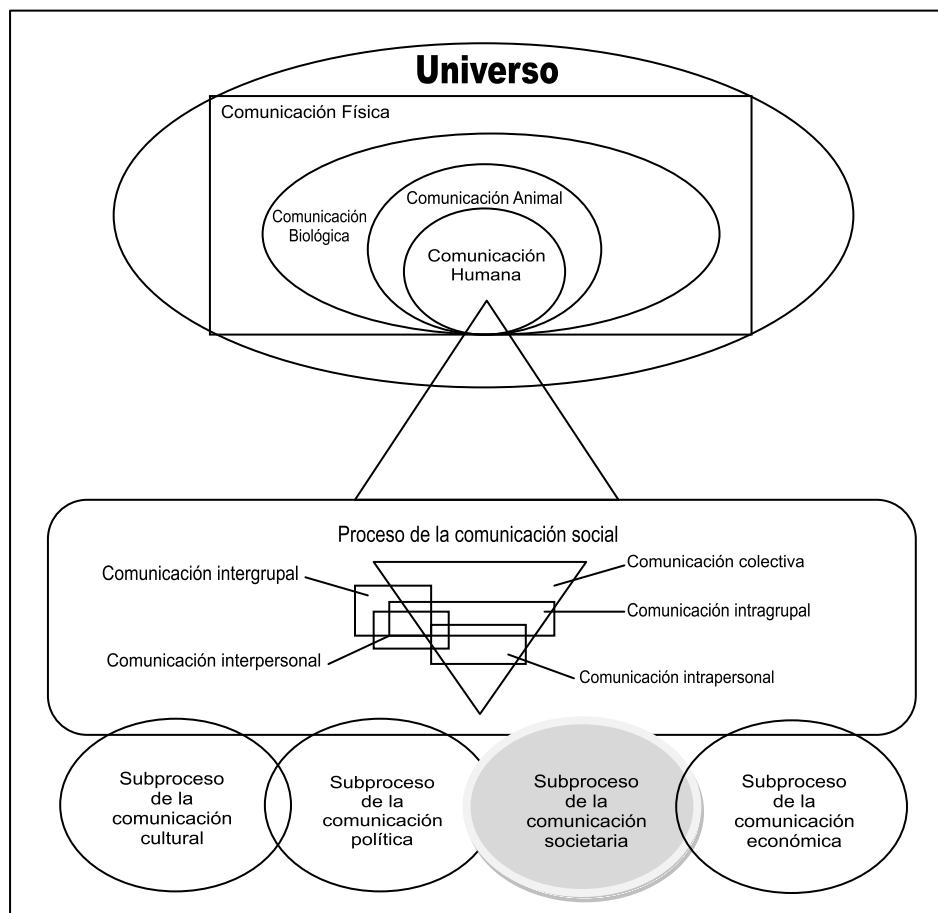 Universo
Comunicación Física
Comunicación Animal
Comunicación
Biológica
Comunicación
Humana
Proceso de la comunicación social
Comunicación colectiva
Comunicación intergrupal
Comunicación intragrupal
Comunicación interpersonal
Comunicación intrapersonal
Subproceso
de la
comunicación
cultural
Subproceso
de la
comunicación
política
Subproceso
de la
comunicación
societaria
Subproceso
de la
comunicación
económica